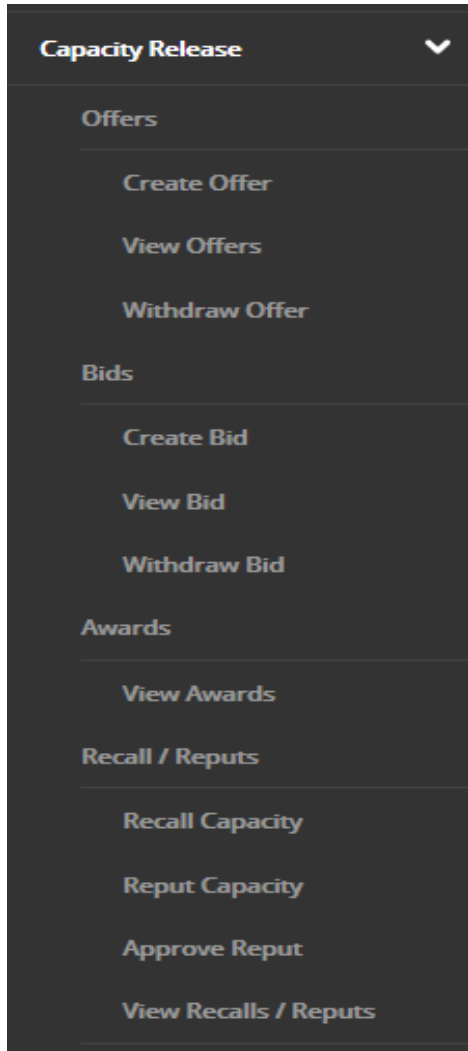 Capacity Release
Offers
Create Offer
View Offers
Withdraw Offer
Bids
Create Bid
View Bid
Withdraw Bid
Awards
View Awards
Recall / Reputs
Recall Capacity
Reput Capacity
Approve Reput
View Recalls / Reputs